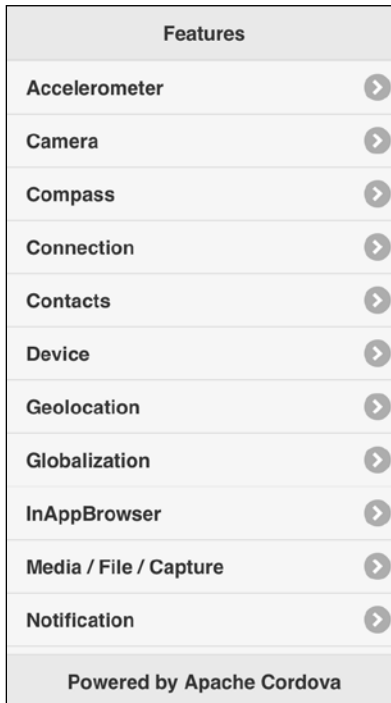 Features
Accelerometer
Camera
Compass
Connection
Contacts
Device
Geolocation
Globalization
InAppBrowser
Media / File / Capture
Notification
Powered by Apache Cordova